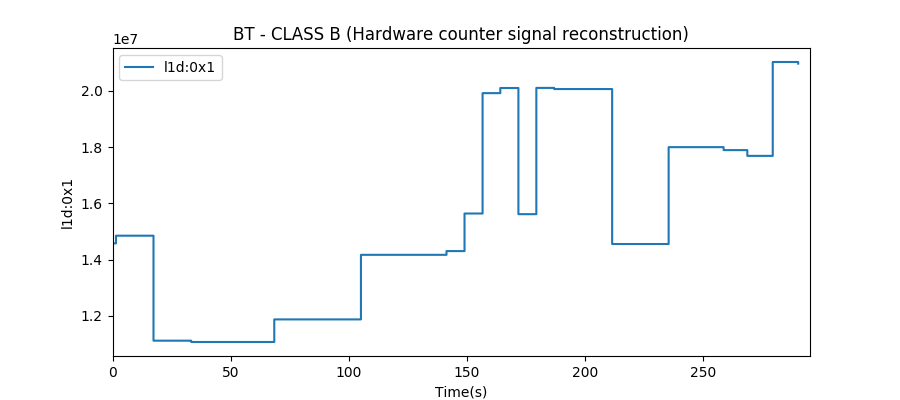 BT - CLASS B (Hardware counter signal reconstruction)
1e7
l1d:0x1
2.0
1.8
1.6
1.4
1.2
l1d:0x1
0 50 100 150 200 250
Time(s)